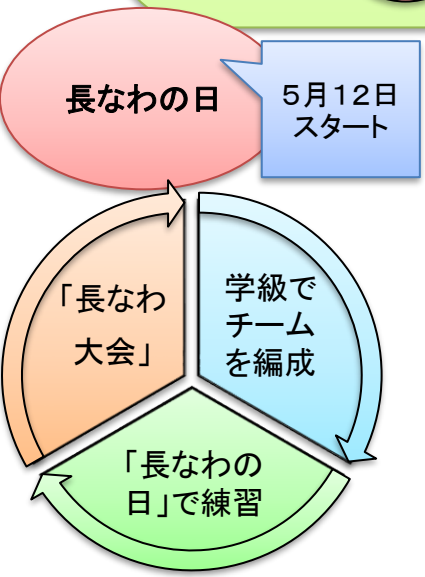 長なわの日
5月12日
スタート
学級で
チーム
を編成
「長なわの
日」で練習
「長なわ
大会」